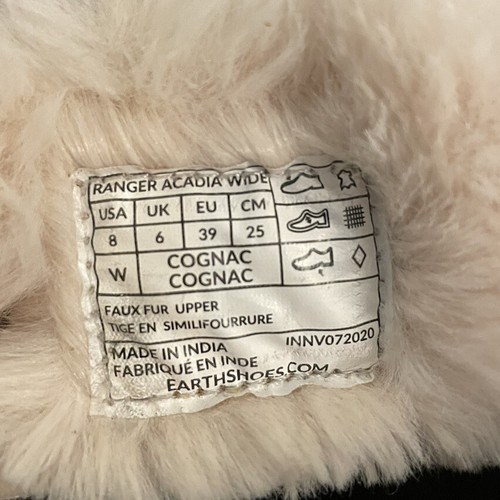 RANGER ACADIA WIDE
USA UK EU CM
8 6 39 25
W COGNAC
COGNAC
FAUX FUR UPPER
TIGE EN SIMILIFOURRURE
MADE IN INDIA INNV072020
FABRIQUÉ EN INDE
EARTHSHOES.COM